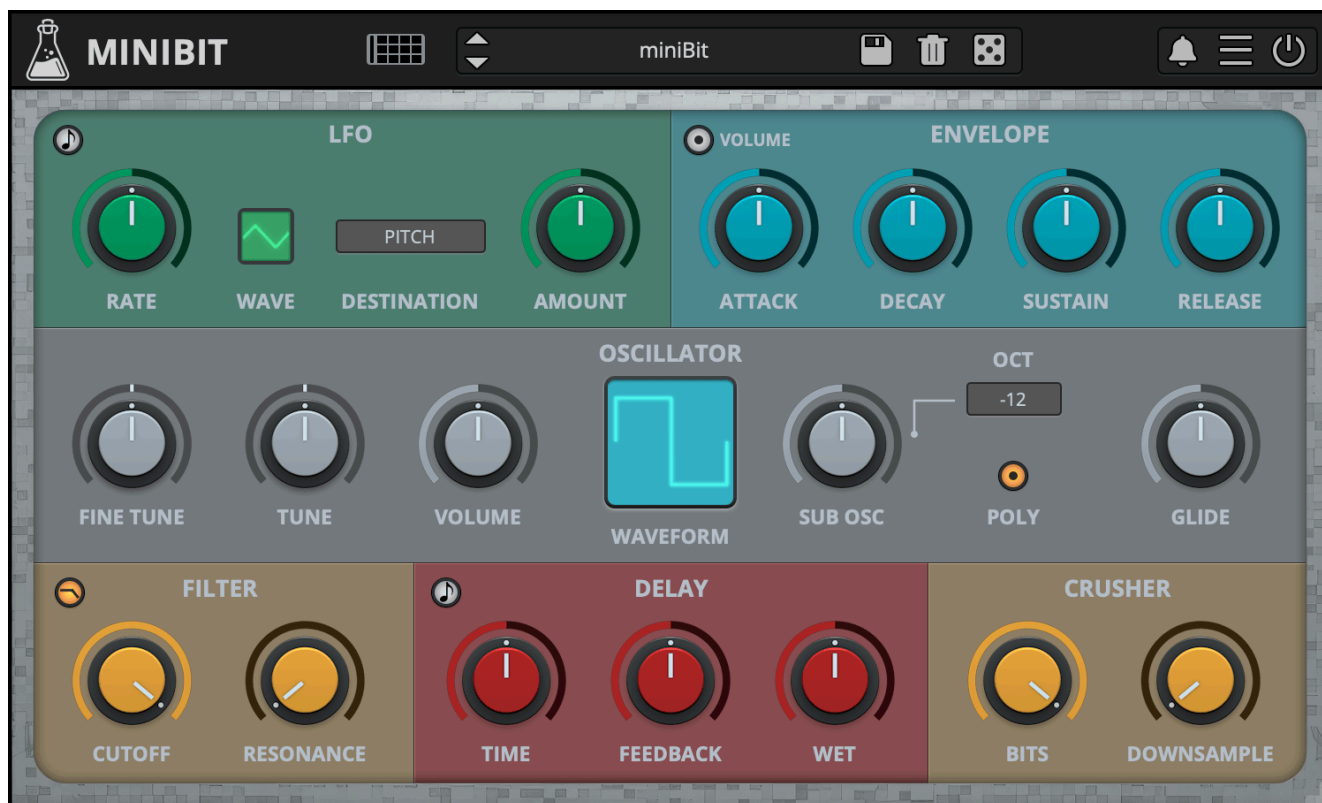 MINIBIT
miniBit
LFO
RATE
WAVE
PITCH
DESTINATION
AMOUNT
VOLUME
ENVELOPE
ATTACK
DECAY
SUSTAIN
RELEASE
OSCILLATOR
FINE TUNE
TUNE
VOLUME
WAVEFORM
SUB OSC
OCT
-12
POLY
GLIDE
FILTER
CUTOFF
RESONANCE
DELAY
TIME
FEEDBACK
WET
CRUSHER
BITS
DOWNSAMPLE